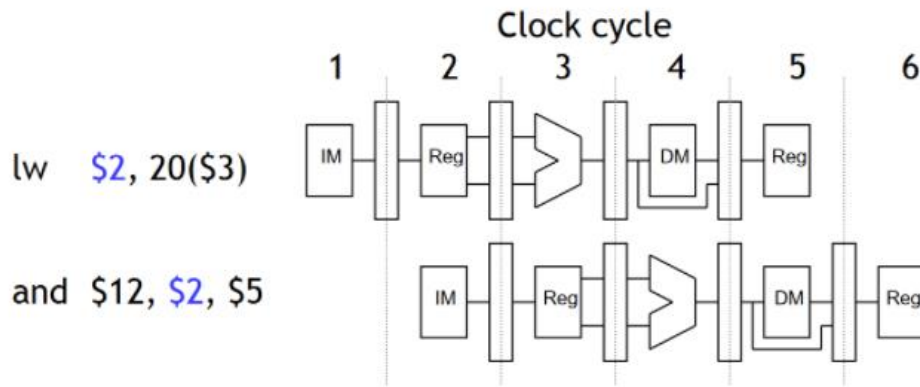 Clock cycle
1 2 3 4 5 6
lw $2, 20($3)
IM Reg DM Reg
and $12, $2, $5
IM Reg DM Reg